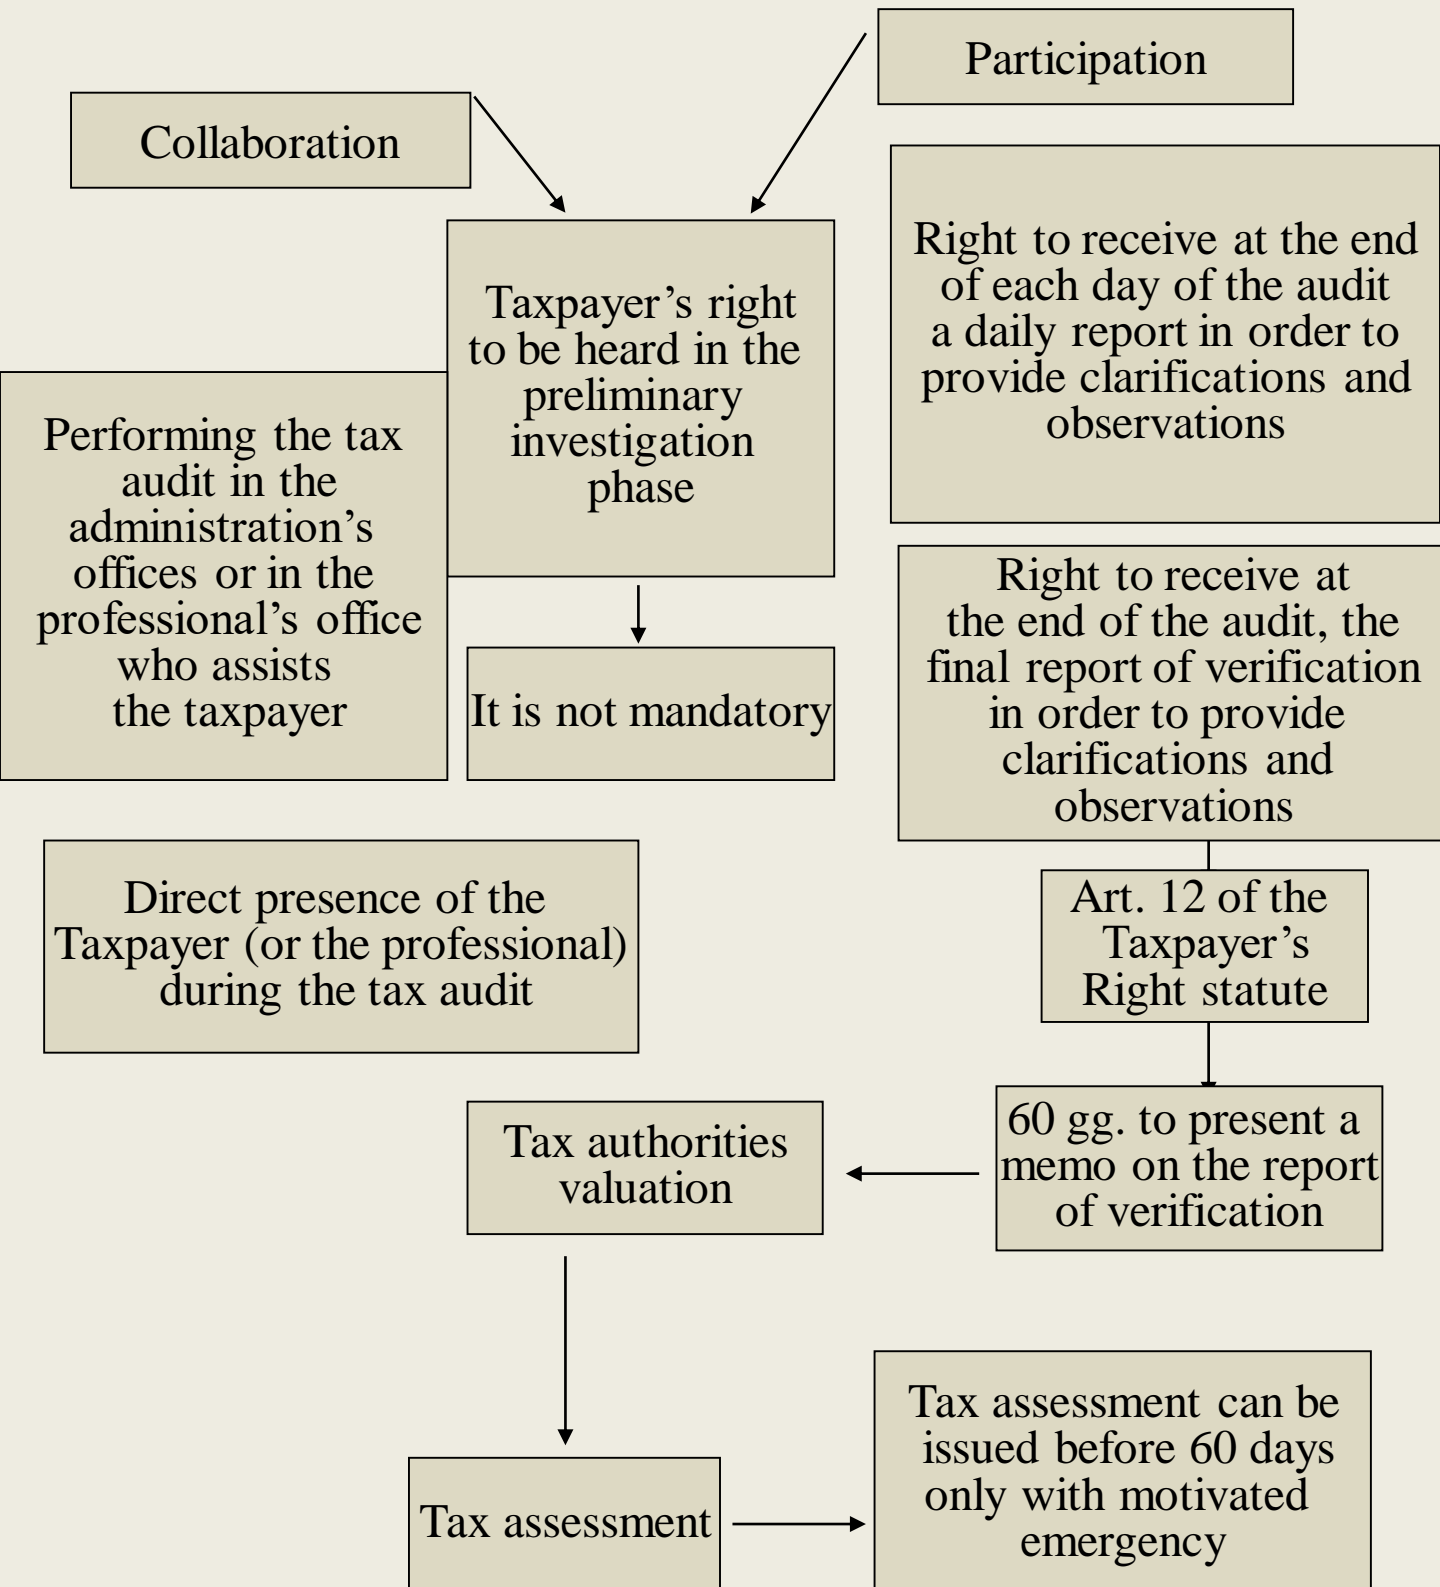 Participation
Collaboration
Right to receive at the end
of each day of the audit
a daily report in order to
provide clarifications and
observations
Taxpayer’s right
to be heard in the
preliminary
investigation
phase
Performing the tax
audit in the
administration’s
offices or in the
professional’s office
who assists
the taxpayer
It is not mandatory
Right to receive at
the end of the audit, the
final report of verification
in order to provide
clarifications and
observations
Direct presence of the
Taxpayer (or the professional)
during the tax audit
Art. 12 of the
Taxpayer’s
Right statute
60 gg. to present a
memo on the report
of verification
Tax authorities
valuation
Tax assessment
Tax assessment can be
issued before 60 days
only with motivated
emergency